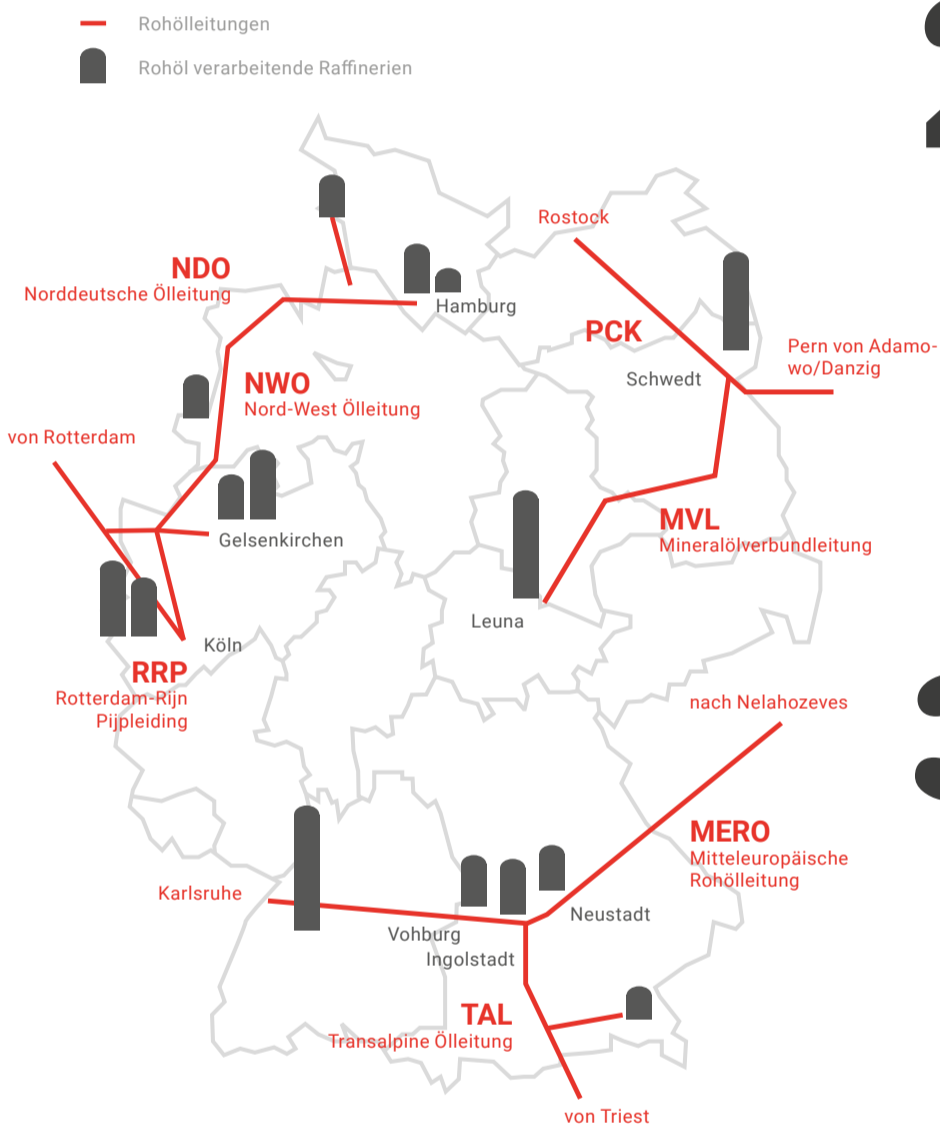 Rohölleitungen
Rohöl verarbeitende Raffinerien
Rostock
NDO
Norddeutsche Ölleitung
Hamburg
PCK
Pern von Adamo-
wo/Danzig
Schwedt
NWO
Nord-West Ölleitung
von Rotterdam
Gelsenkirchen
MVL
Mineralölverbundleitung
Leuna
Köln
RRP
Rotterdam-Rijn
Pijpleiding
nach Nelahozeves
MERO
Mitteleuropäische
Rohölleitung
Karlsruhe
Neustadt
Vohburg
Ingolstadt
TAL
Transalpine Ölleitung
von Triest